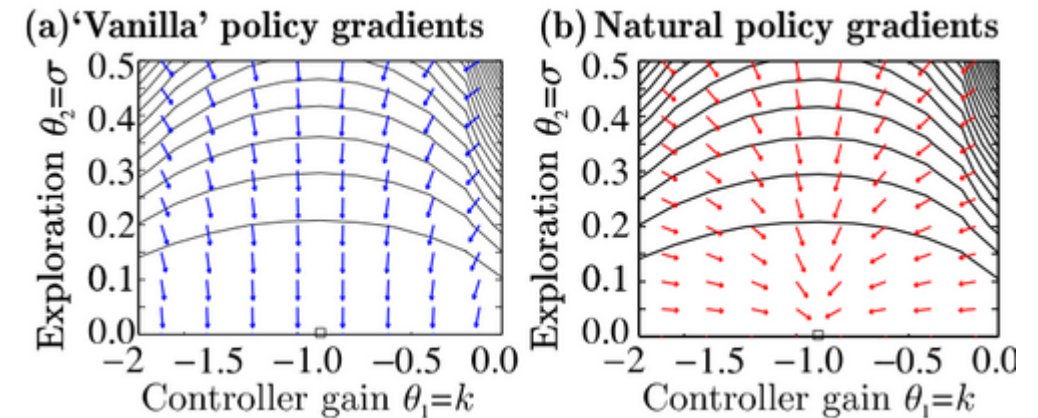 (a) ‘Vanilla’ policy gradients
Exploration θ₂=σ
0.5
0.4
0.3
0.2
0.1
0.0
−2 −1.5 −1.0 −0.5 0.0
Controller gain θ₁=k
(b) Natural policy gradients
Exploration θ₂=σ
0.5
0.4
0.3
0.2
0.1
0.0
−2 −1.5 −1.0 −0.5 0.0
Controller gain θ₁=k